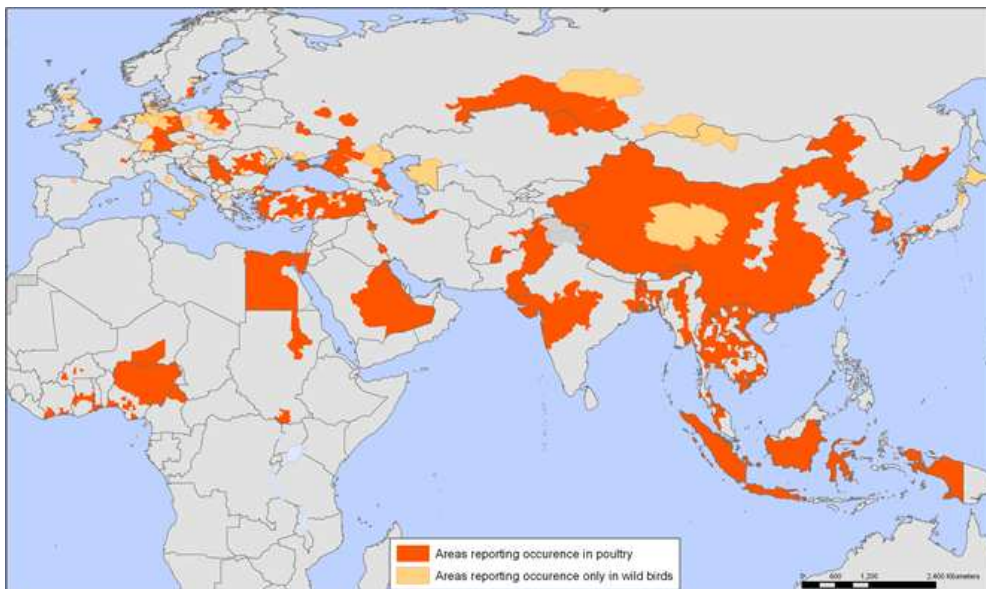 Areas reporting occurence in poultry
Areas reporting occurence only in wild birds
0 600 1,200 2,400 Kilometers